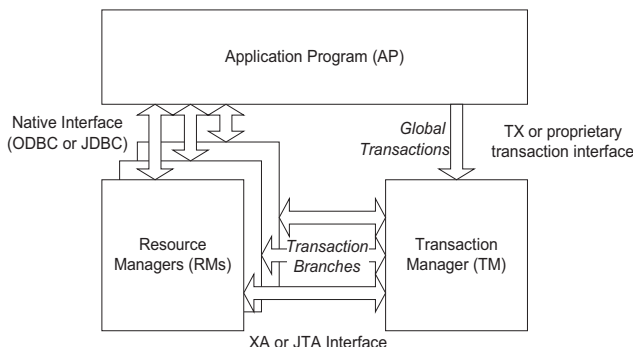 Application Program (AP)
Native Interface
(ODBC or JDBC)
Global
Transactions
TX or proprietary
transaction interface
Resource
Managers (RMs)
Transaction
Branches
Transaction
Manager (TM)
XA or JTA Interface